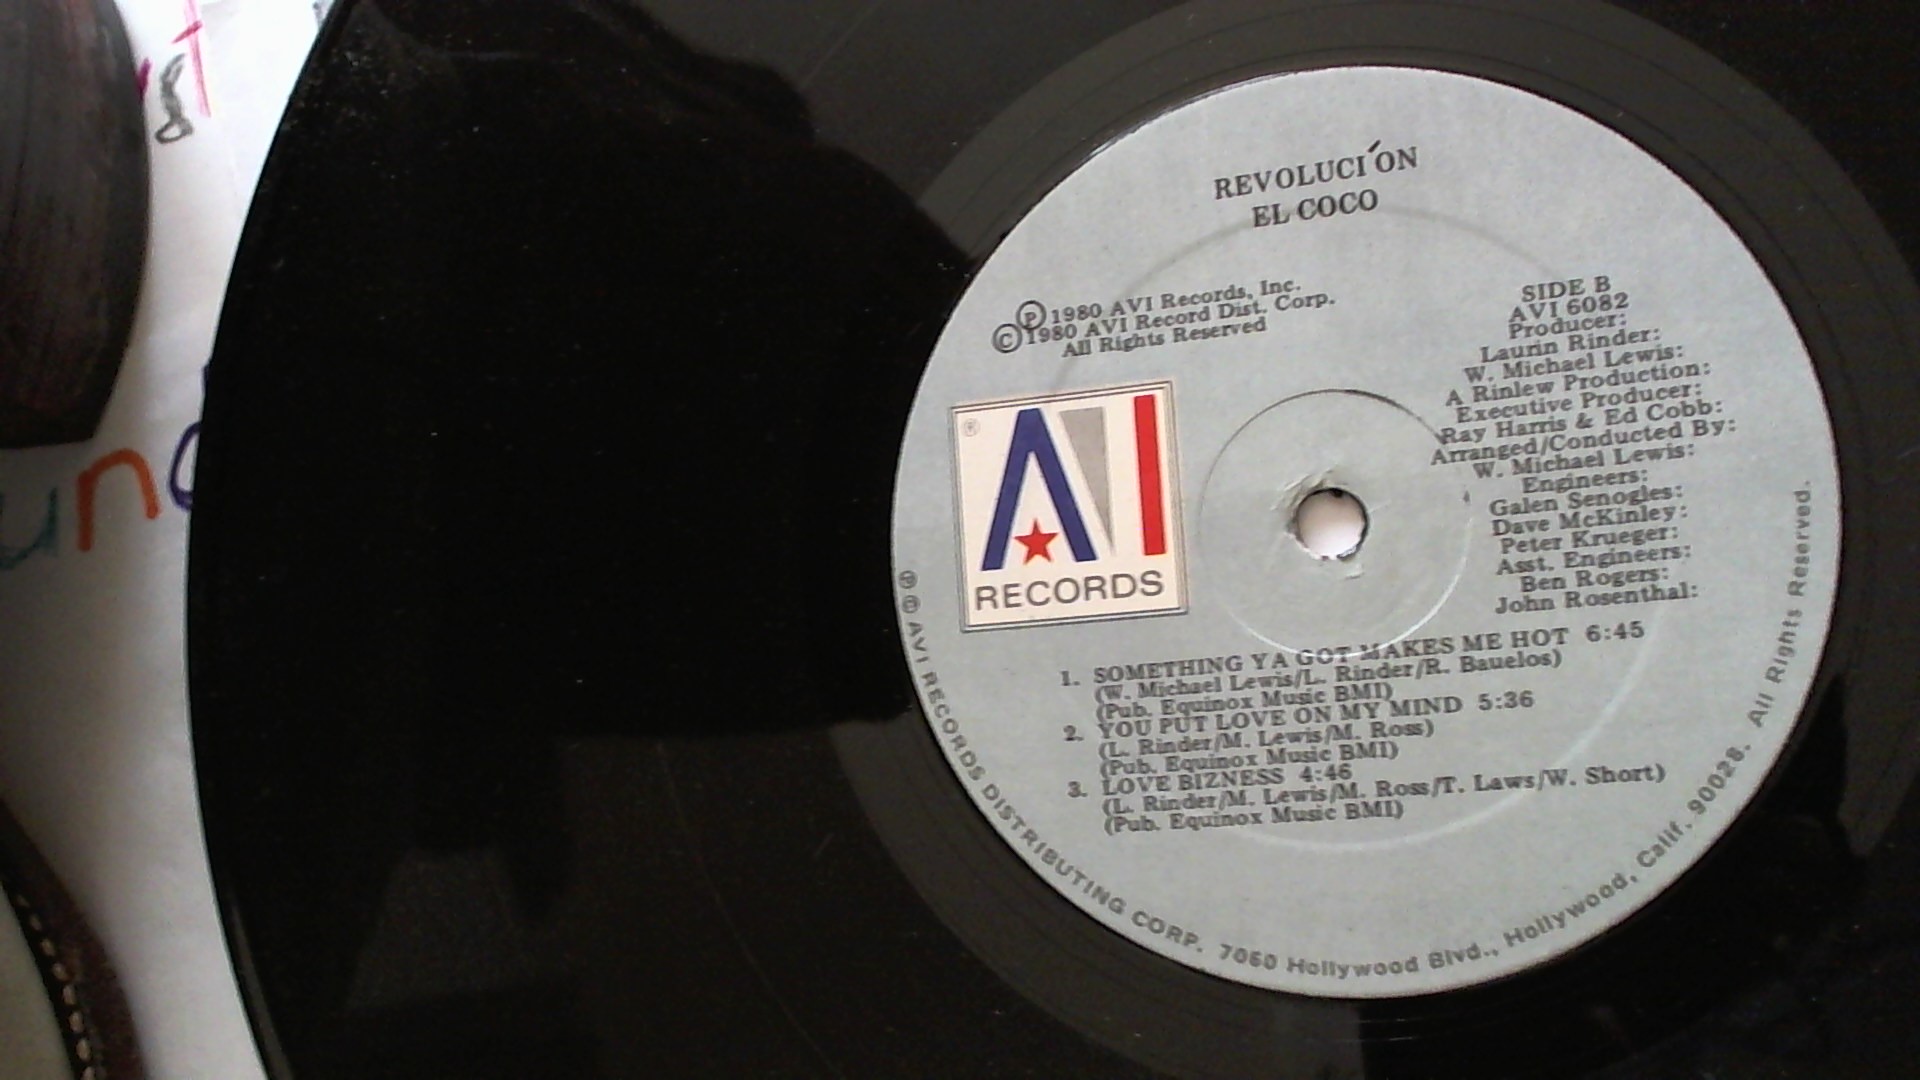 REVOLUCIÓN
EL COCO
Ⓟ 1980 AVI Records, Inc.
© 1980 AVI Record Dist. Corp.
All Rights Reserved
SIDE B
AVI 6082
Producer:
Laurin Rinder:
W. Michael Lewis:
A Rinlew Production:
Executive Producer:
Ray Harris & Ed Cobb:
Arranged/Conducted By:
W. Michael Lewis:
Engineers:
Galen Senogles:
Dave McKinley:
Peter Krueger:
Asst. Engineers:
Ben Rogers:
John Rosenthal:
® AVI
RECORDS
1. SOMETHING YA GOT MAKES ME HOT 6:45
(W. Michael Lewis/L. Rinder/R. Bauelos)
(Pub. Equinox Music BMI)
2. YOU PUT LOVE ON MY MIND 5:36
(L. Rinder/M. Lewis/M. Ross)
(Pub. Equinox Music BMI)
3. LOVE BIZNESS 4:46
(L. Rinder/M. Lewis/M. Ross/T. Laws/W. Short)
(Pub. Equinox Music BMI)
Ⓟ © AVI RECORDS DISTRIBUTING CORP. 7060 Hollywood Blvd., Hollywood, Calif. 90028. All Rights Reserved.